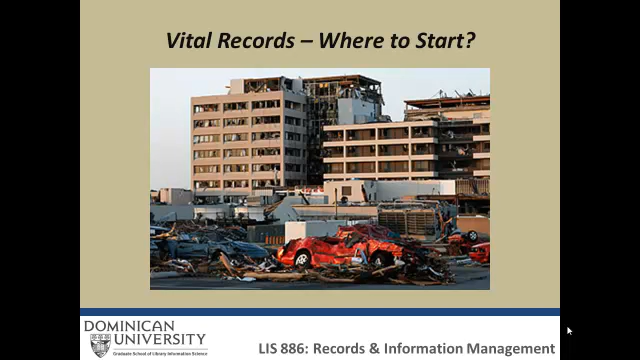 Vital Records – Where to Start?
DOMINICAN
UNIVERSITY
Graduate School of Library & Information Science
LIS 886: Records & Information Management